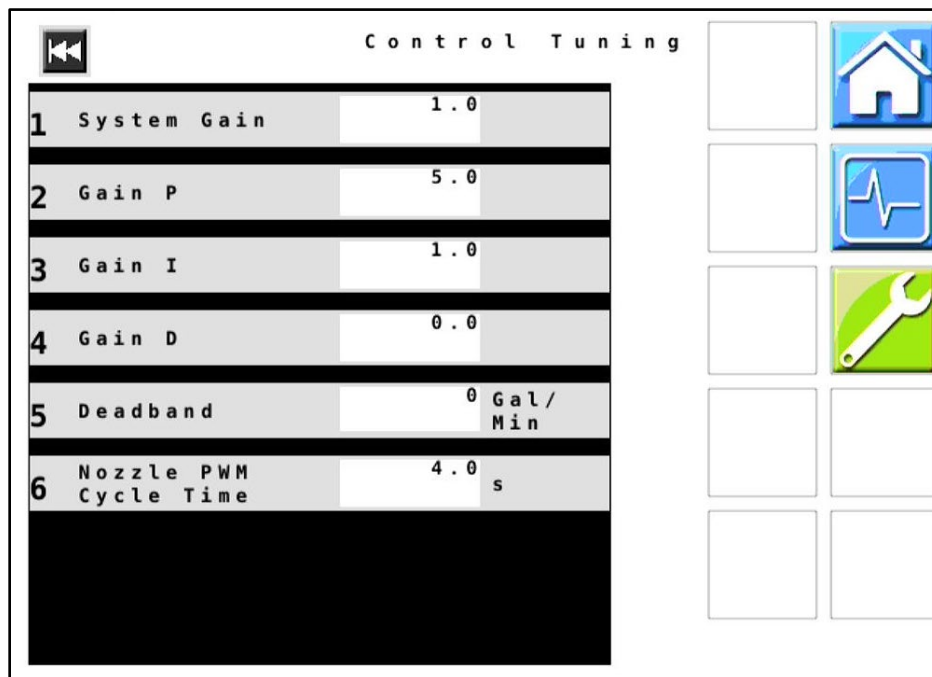 Control Tuning
1 System Gain 1.0
2 Gain P 5.0
3 Gain I 1.0
4 Gain D 0.0
5 Deadband 0 Gal/
Min
6 Nozzle PWM
Cycle Time 4.0 s